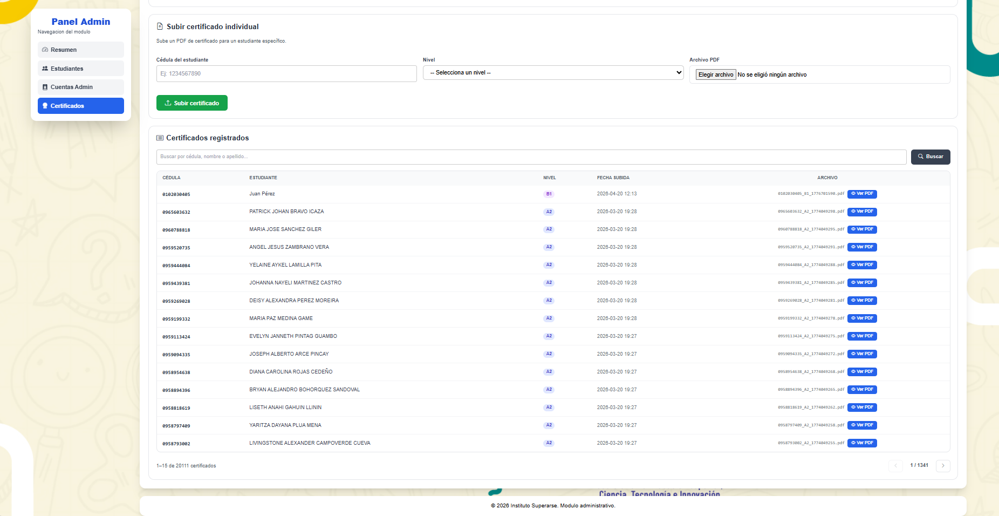 Panel Admin
Navegacion del modulo
Resumen
Estudiantes
Cuentas Admin
Certificados
Subir certificado individual
Sube un PDF de certificado para un estudiante específico.
Cédula del estudiante
Nivel
Archivo PDF
Ej: 1234567890
-- Selecciona un nivel --
Elegir archivo No se eligió ningún archivo
Subir certificado
Certificados registrados
Buscar por cédula, nombre o apellido...
Buscar
CÉDULA ESTUDIANTE NIVEL FECHA SUBIDA ARCHIVO
0102030405 Juan Pérez B1 2026-04-20 12:13 0102030405_B1_1776701590.pdf Ver PDF
0965603632 PATRICK JOHAN BRAVO ICAZA A2 2026-03-20 19:28 0965603632_A2_1774049298.pdf Ver PDF
0960788818 MARIA JOSE SANCHEZ GILER A2 2026-03-20 19:28 0960788818_A2_1774049295.pdf Ver PDF
0959520735 ANGEL JESUS ZAMBRANO VERA A2 2026-03-20 19:28 0959520735_A2_1774049291.pdf Ver PDF
0959444084 YELAINE AYKEL LAMILLA PITA A2 2026-03-20 19:28 0959444084_A2_1774049288.pdf Ver PDF
0959439381 JOHANNA NAYELI MARTINEZ CASTRO A2 2026-03-20 19:28 0959439381_A2_1774049285.pdf Ver PDF
0959269028 DEISY ALEXANDRA PEREZ MOREIRA A2 2026-03-20 19:28 0959269028_A2_1774049281.pdf Ver PDF
0959199332 MARIA PAZ MEDINA GAME A2 2026-03-20 19:28 0959199332_A2_1774049278.pdf Ver PDF
0959113424 EVELYN JANNETH PINTAG GUAMBO A2 2026-03-20 19:27 0959113424_A2_1774049275.pdf Ver PDF
0959094335 JOSEPH ALBERTO ARCE PINCAY A2 2026-03-20 19:27 0959094335_A2_1774049272.pdf Ver PDF
0958954638 DIANA CAROLINA ROJAS CEDEÑO A2 2026-03-20 19:27 0958954638_A2_1774049268.pdf Ver PDF
0958894396 BRYAN ALEJANDRO BOHORQUEZ SANDOVAL A2 2026-03-20 19:27 0958894396_A2_1774049265.pdf Ver PDF
0958818619 LISETH ANAHI GAHUIN LLININ A2 2026-03-20 19:27 0958818619_A2_1774049262.pdf Ver PDF
0958797409 YARITZA DAYANA PLUA MENA A2 2026-03-20 19:27 0958797409_A2_1774049258.pdf Ver PDF
0958793002 LIVINGSTONE ALEXANDER CAMPOVERDE CUEVA A2 2026-03-20 19:27 0958793002_A2_1774049255.pdf Ver PDF
1–15 de 20111 certificados
1 / 1341
Ciencia, Tecnología e Innovación
© 2026 Instituto Superarse. Modulo administrativo.